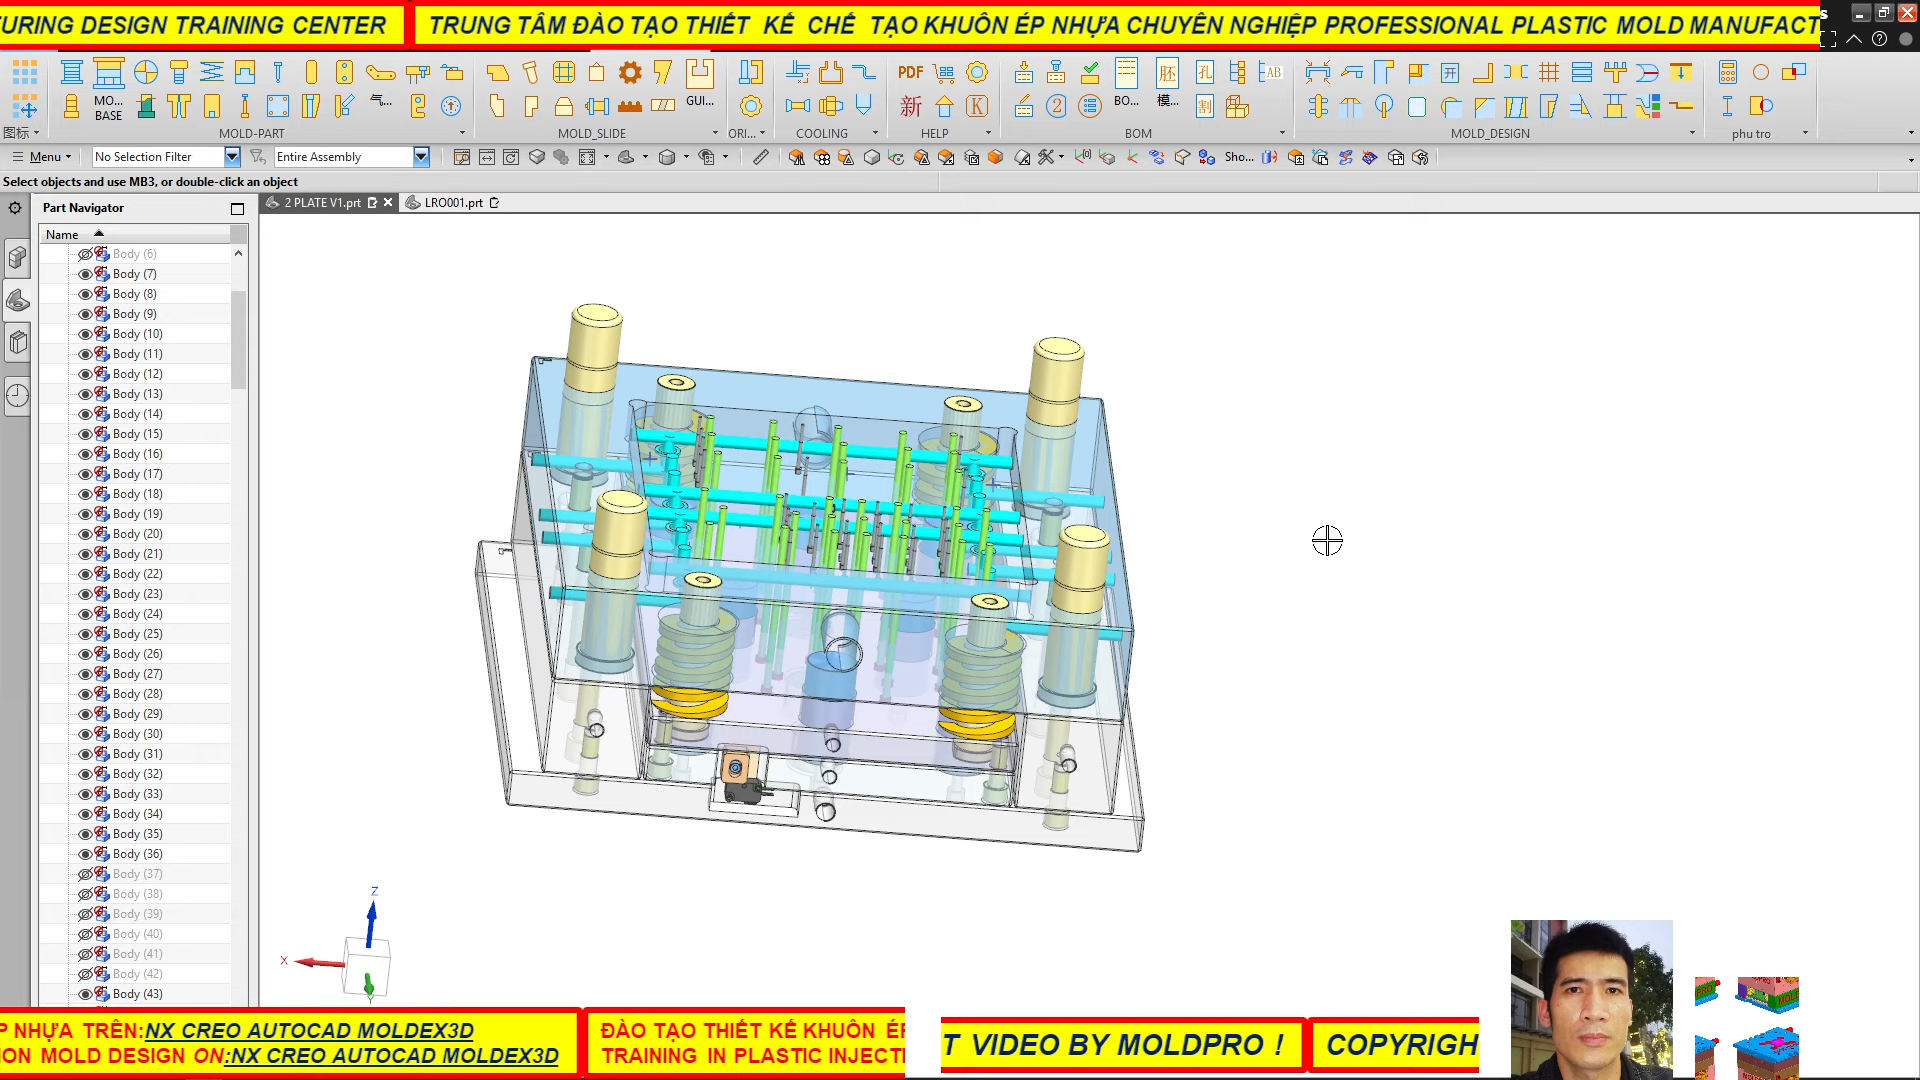 URING DESIGN TRAINING CENTER
TRUNG TÂM ĐÀO TẠO THIẾT KẾ CHẾ TẠO KHUÔN ÉP NHỰA CHUYÊN NGHIỆP PROFESSIONAL PLASTIC MOLD MANUFACT
s
MO... BASE
气...
GUI...
PDF
新
K
2
BO...
模...
胚
孔
割
AB
开
图标
MOLD-PART
MOLD_SLIDE
ORI...
COOLING
HELP
BOM
MOLD_DESIGN
phu tro
Menu
No Selection Filter
Entire Assembly
Sho...
Select objects and use MB3, or double-click an object
Part Navigator
2 PLATE V1.prt
LRO001.prt
Name
Body (6)
Body (7)
Body (8)
Body (9)
Body (10)
Body (11)
Body (12)
Body (13)
Body (14)
Body (15)
Body (16)
Body (17)
Body (18)
Body (19)
Body (20)
Body (21)
Body (22)
Body (23)
Body (24)
Body (25)
Body (26)
Body (27)
Body (28)
Body (29)
Body (30)
Body (31)
Body (32)
Body (33)
Body (34)
Body (35)
Body (36)
Body (37)
Body (38)
Body (39)
Body (40)
Body (41)
Body (42)
Body (43)
Z
X
Y
P NHỰA TRÊN:NX CREO AUTOCAD MOLDEX3D
ION MOLD DESIGN ON:NX CREO AUTOCAD MOLDEX3D
ĐÀO TẠO THIẾT KẾ KHUÔN ÉP
TRAINING IN PLASTIC INJECTI
T VIDEO BY MOLDPRO !
COPYRIGH